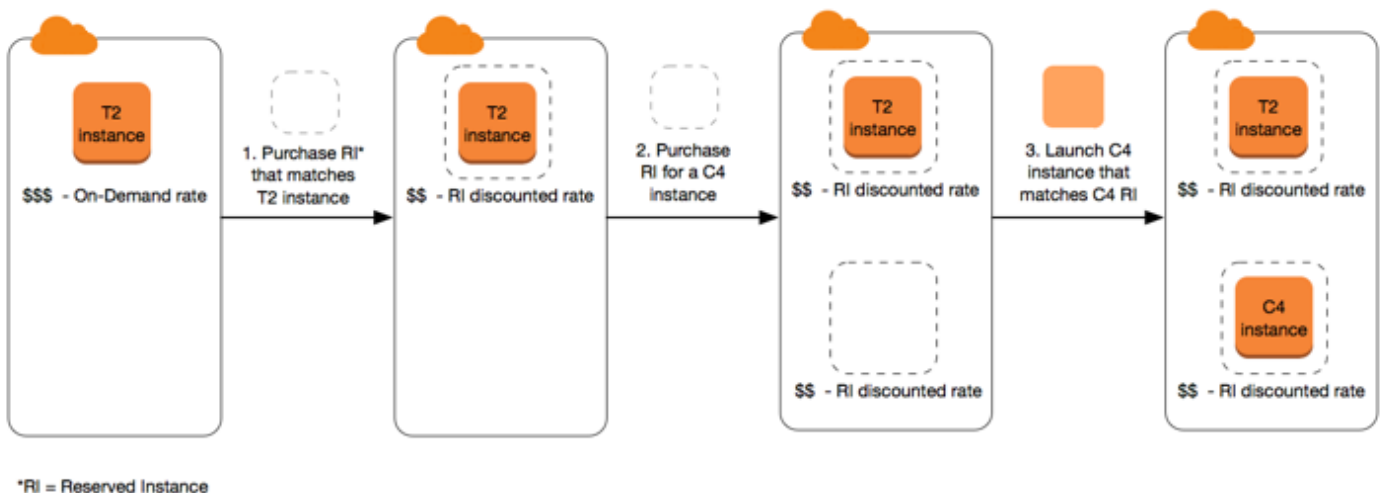 T2
instance
$$$ - On-Demand rate
1. Purchase RI*
that matches
T2 instance
T2
instance
$$ - RI discounted rate
2. Purchase
RI for a C4
instance
T2
instance
$$ - RI discounted rate
$$ - RI discounted rate
3. Launch C4
instance that
matches C4 RI
T2
instance
$$ - RI discounted rate
C4
instance
$$ - RI discounted rate
*RI = Reserved Instance